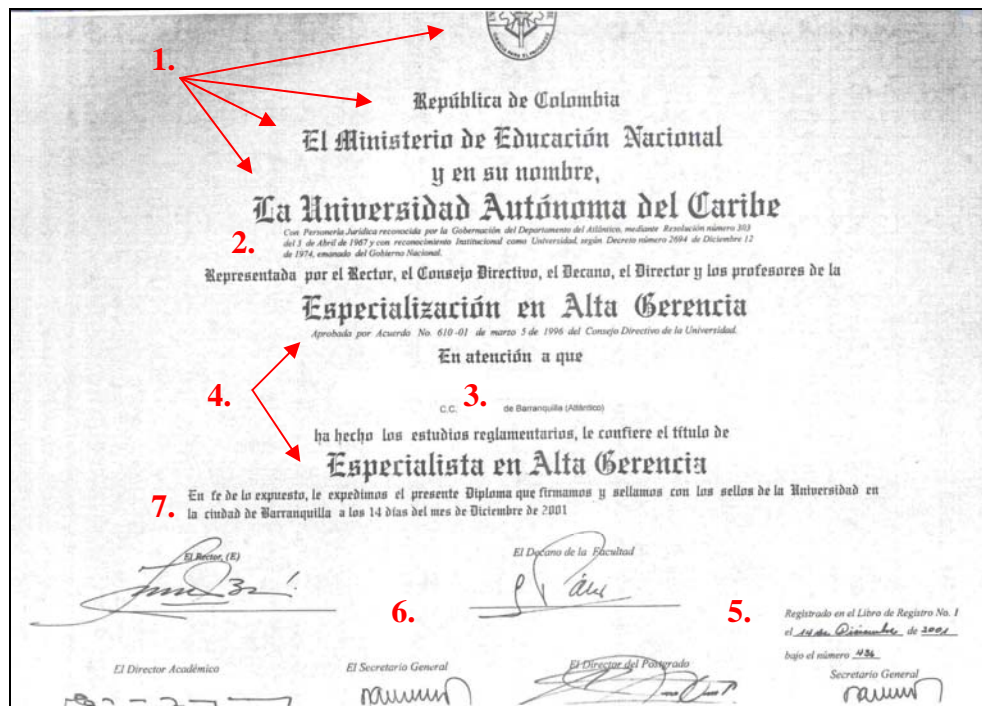 CIENCIA PARA EL PROGRESO
1.
República de Colombia
El Ministerio de Educación Nacional
y en su nombre,
La Universidad Autónoma del Caribe
2.
Con Personería Jurídica reconocida por la Gobernación del Departamento del Atlántico, mediante Resolución número 303
del 3 de Abril de 1967 y con reconocimiento Institucional como Universidad, según Decreto número 2694 de Diciembre 12
de 1974, emanado del Gobierno Nacional.
Representada por el Rector, el Consejo Directivo, el Decano, el Director y los profesores de la
Especialización en Alta Gerencia
Aprobada por Acuerdo No. 610-01 de marzo 5 de 1996 del Consejo Directivo de la Universidad.
En atención a que
4.
3.
C.C. de Barranquilla (Atlántico)
ha hecho los estudios reglamentarios, le confiere el título de
Especialista en Alta Gerencia
7.
En fe de lo expuesto, le expedimos el presente Diploma que firmamos y sellamos con los sellos de la Universidad en
la ciudad de Barranquilla a los 14 días del mes de Diciembre de 2001
El Rector, (E)
El Decano de la Facultad
6.
5.
Registrado en el Libro de Registro No. 1
el 14 de Diciembre de 2001
bajo el número 436
El Director Académico
El Secretario General
El Director del Postgrado
Secretario General